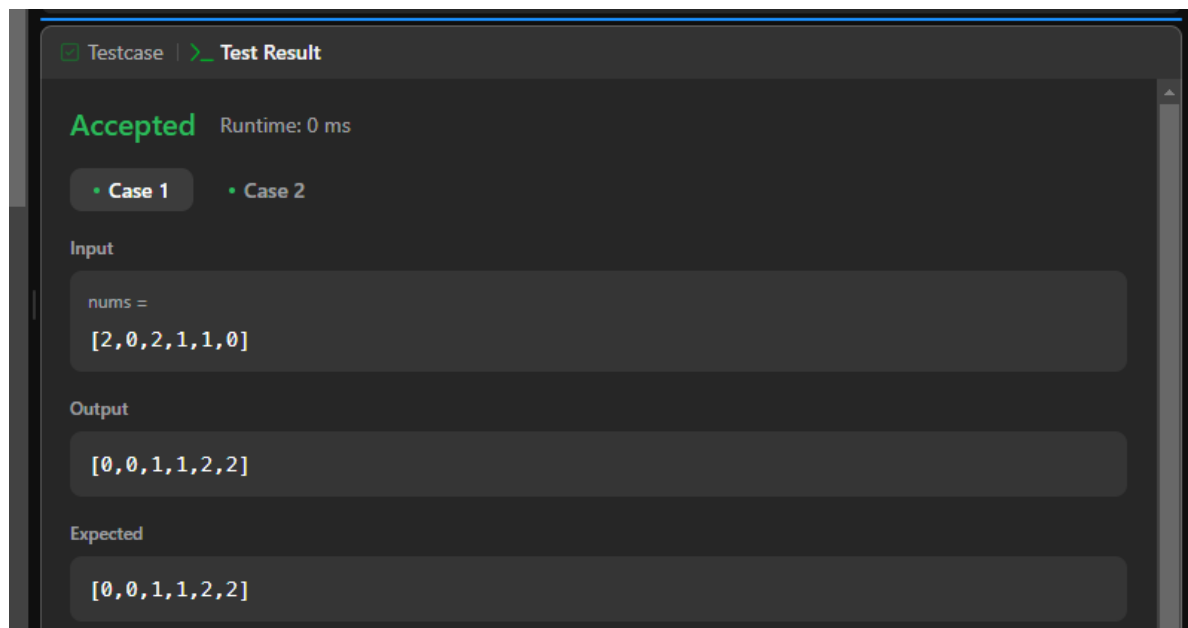 Testcase | >_ Test Result
Accepted Runtime: 0 ms
• Case 1 • Case 2
Input
nums =
[2,0,2,1,1,0]
Output
[0,0,1,1,2,2]
Expected
[0,0,1,1,2,2]